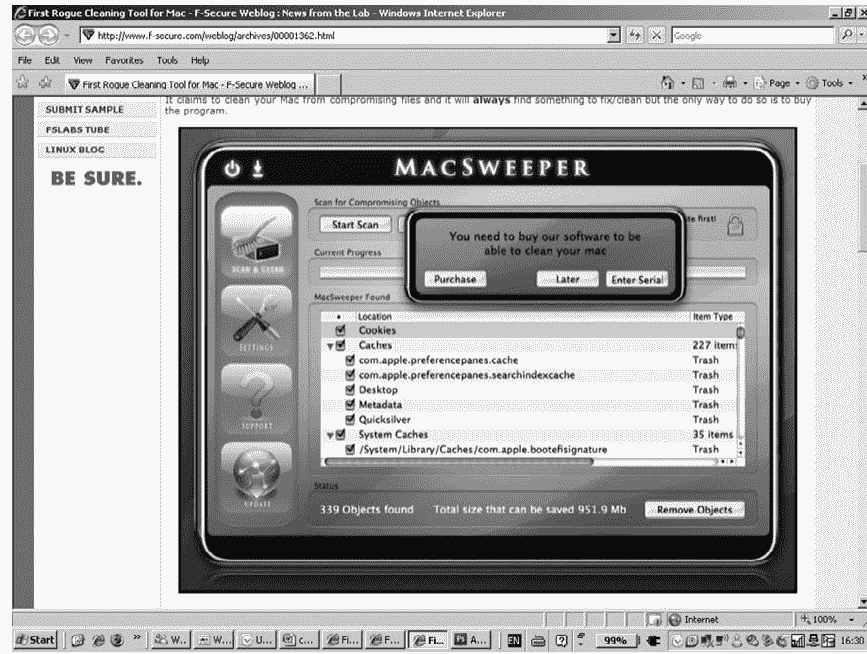 First Rogue Cleaning Tool for Mac - F-Secure Weblog : News from the Lab - Windows Internet Explorer
http://www.f-secure.com/weblog/archives/00001362.html
Google
File Edit View Favorites Tools Help
First Rogue Cleaning Tool for Mac - F-Secure Weblog ...
Page Tools
SUBMIT SAMPLE
FSLABS TUBE
LINUX BLOG
BE SURE.
It claims to clean your Mac from compromising files and it will always find something to fix/clean but the only way to do so is to buy
the program.
MACSWEEPER
Scan for Compromising Objects
Start Scan
te first!
You need to buy our software to be
able to clean your mac
Purchase Later Enter Serial
Current Progress
SCAN & CLEAN
SETTINGS
SUPPORT
UPDATE
MacSweeper Found
Location Item Type
Cookies
Caches 227 item
com.apple.preferencepanes.cache Trash
com.apple.preferencepanes.searchindexcache Trash
Desktop Trash
Metadata Trash
Quicksilver Trash
System Caches 35 items
/System/Library/Caches/com.apple.bootefisignature Trash
Status
339 Objects found Total size that can be saved 951.9 Mb Remove Objects
Internet 100%
Start W... W... U... c... Fi... F... Fi... A... EN 99% 16:30